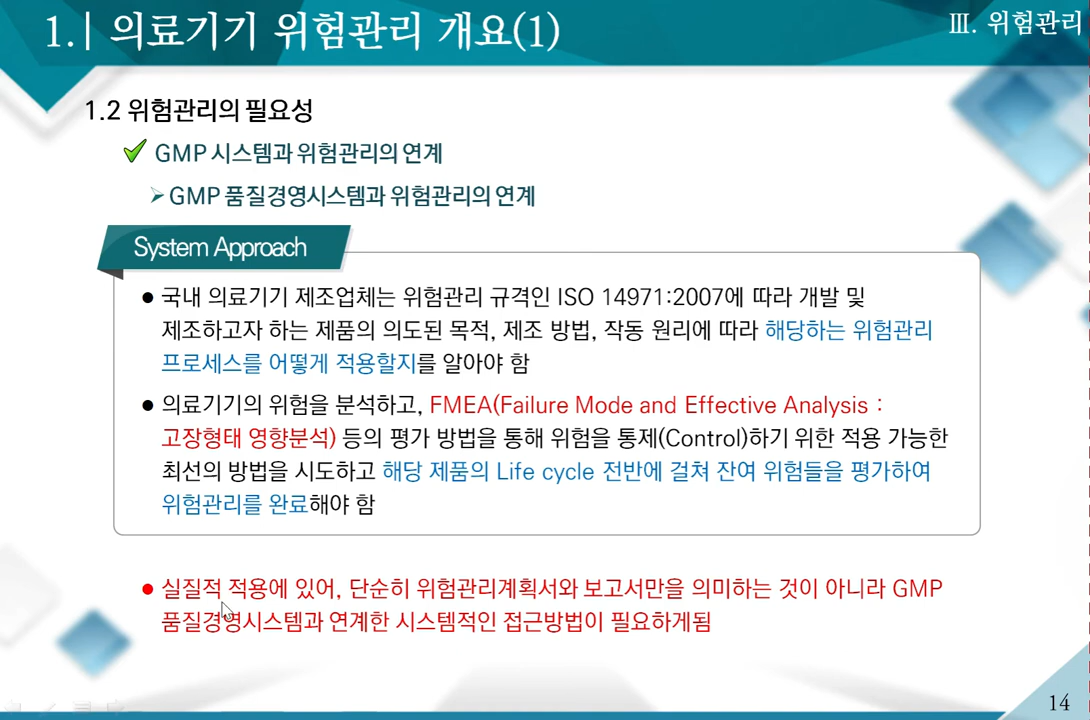 1. | 의료기기 위험관리 개요(1)
Ⅲ. 위험관리
1.2 위험관리의 필요성
GMP 시스템과 위험관리의 연계
GMP 품질경영시스템과 위험관리의 연계
System Approach
● 국내 의료기기 제조업체는 위험관리 규격인 ISO 14971:2007에 따라 개발 및
제조하고자 하는 제품의 의도된 목적, 제조 방법, 작동 원리에 따라 해당하는 위험관리
프로세스를 어떻게 적용할지를 알아야 함
● 의료기기의 위험을 분석하고, FMEA(Failure Mode and Effective Analysis :
고장형태 영향분석) 등의 평가 방법을 통해 위험을 통제(Control)하기 위한 적용 가능한
최선의 방법을 시도하고 해당 제품의 Life cycle 전반에 걸쳐 잔여 위험들을 평가하여
위험관리를 완료해야 함
● 실질적 적용에 있어, 단순히 위험관리계획서와 보고서만을 의미하는 것이 아니라 GMP
품질경영시스템과 연계한 시스템적인 접근방법이 필요하게됨
14